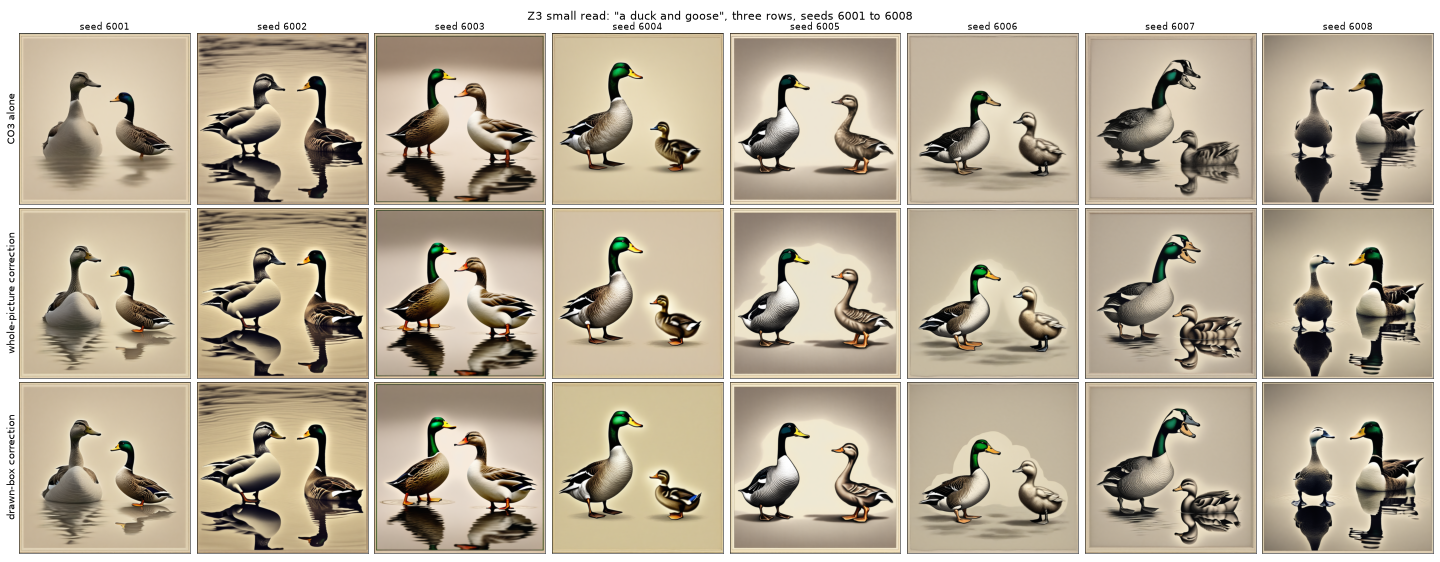 Z3 small read: "a duck and goose", three rows, seeds 6001 to 6008
seed 6001 seed 6002 seed 6003 seed 6004 seed 6005 seed 6006 seed 6007 seed 6008
CO3 alone
whole-picture correction
drawn-box correction